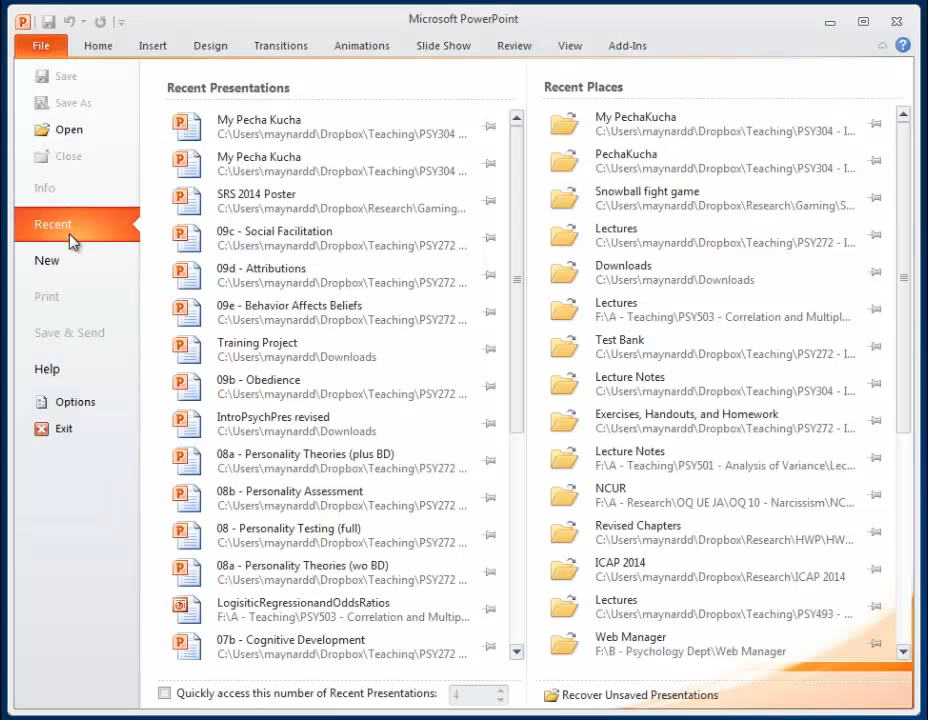 Microsoft PowerPoint
File Home Insert Design Transitions Animations Slide Show Review View Add-Ins
Save
Save As
Open
Close
Info
Recent
New
Print
Save & Send
Help
Options
Exit
Recent Presentations
My Pecha Kucha
C:\Users\maynardd\Dropbox\Teaching\PSY304 ...
My Pecha Kucha
C:\Users\maynardd\Dropbox\Teaching\PSY304 ...
SRS 2014 Poster
C:\Users\maynardd\Dropbox\Research\Gaming...
09c - Social Facilitation
C:\Users\maynardd\Dropbox\Teaching\PSY272 ...
09d - Attributions
C:\Users\maynardd\Dropbox\Teaching\PSY272 ...
09e - Behavior Affects Beliefs
C:\Users\maynardd\Dropbox\Teaching\PSY272 ...
Training Project
C:\Users\maynardd\Downloads
09b - Obedience
C:\Users\maynardd\Dropbox\Teaching\PSY272 ...
IntroPsychPres revised
C:\Users\maynardd\Downloads
08a - Personality Theories (plus BD)
C:\Users\maynardd\Dropbox\Teaching\PSY272 ...
08b - Personality Assessment
C:\Users\maynardd\Dropbox\Teaching\PSY272 ...
08 - Personality Testing (full)
C:\Users\maynardd\Dropbox\Teaching\PSY272 ...
08a - Personality Theories (wo BD)
C:\Users\maynardd\Dropbox\Teaching\PSY272 ...
LogisiticRegressionandOddsRatios
F:\A - Teaching\PSY503 - Correlation and Multip...
07b - Cognitive Development
C:\Users\maynardd\Dropbox\Teaching\PSY272 ...
Quickly access this number of Recent Presentations: 4
Recent Places
My PechaKucha
C:\Users\maynardd\Dropbox\Teaching\PSY304 - I...
PechaKucha
C:\Users\maynardd\Dropbox\Teaching\PSY304 - I...
Snowball fight game
C:\Users\maynardd\Dropbox\Research\Gaming\S...
Lectures
C:\Users\maynardd\Dropbox\Teaching\PSY272 - I...
Downloads
C:\Users\maynardd\Downloads
Lectures
F:\A - Teaching\PSY503 - Correlation and Multipl...
Test Bank
C:\Users\maynardd\Dropbox\Teaching\PSY272 - I...
Lecture Notes
C:\Users\maynardd\Dropbox\Teaching\PSY304 - I...
Exercises, Handouts, and Homework
C:\Users\maynardd\Dropbox\Teaching\PSY272 - I...
Lecture Notes
F:\A - Teaching\PSY501 - Analysis of Variance\Lec...
NCUR
F:\A - Research\OQ UE JA\OQ 10 - Narcissism\NC...
Revised Chapters
C:\Users\maynardd\Dropbox\Research\HWP\HW...
ICAP 2014
C:\Users\maynardd\Dropbox\Research\ICAP 2014
Lectures
C:\Users\maynardd\Dropbox\Teaching\PSY493 - ...
Web Manager
F:\B - Psychology Dept\Web Manager
Recover Unsaved Presentations